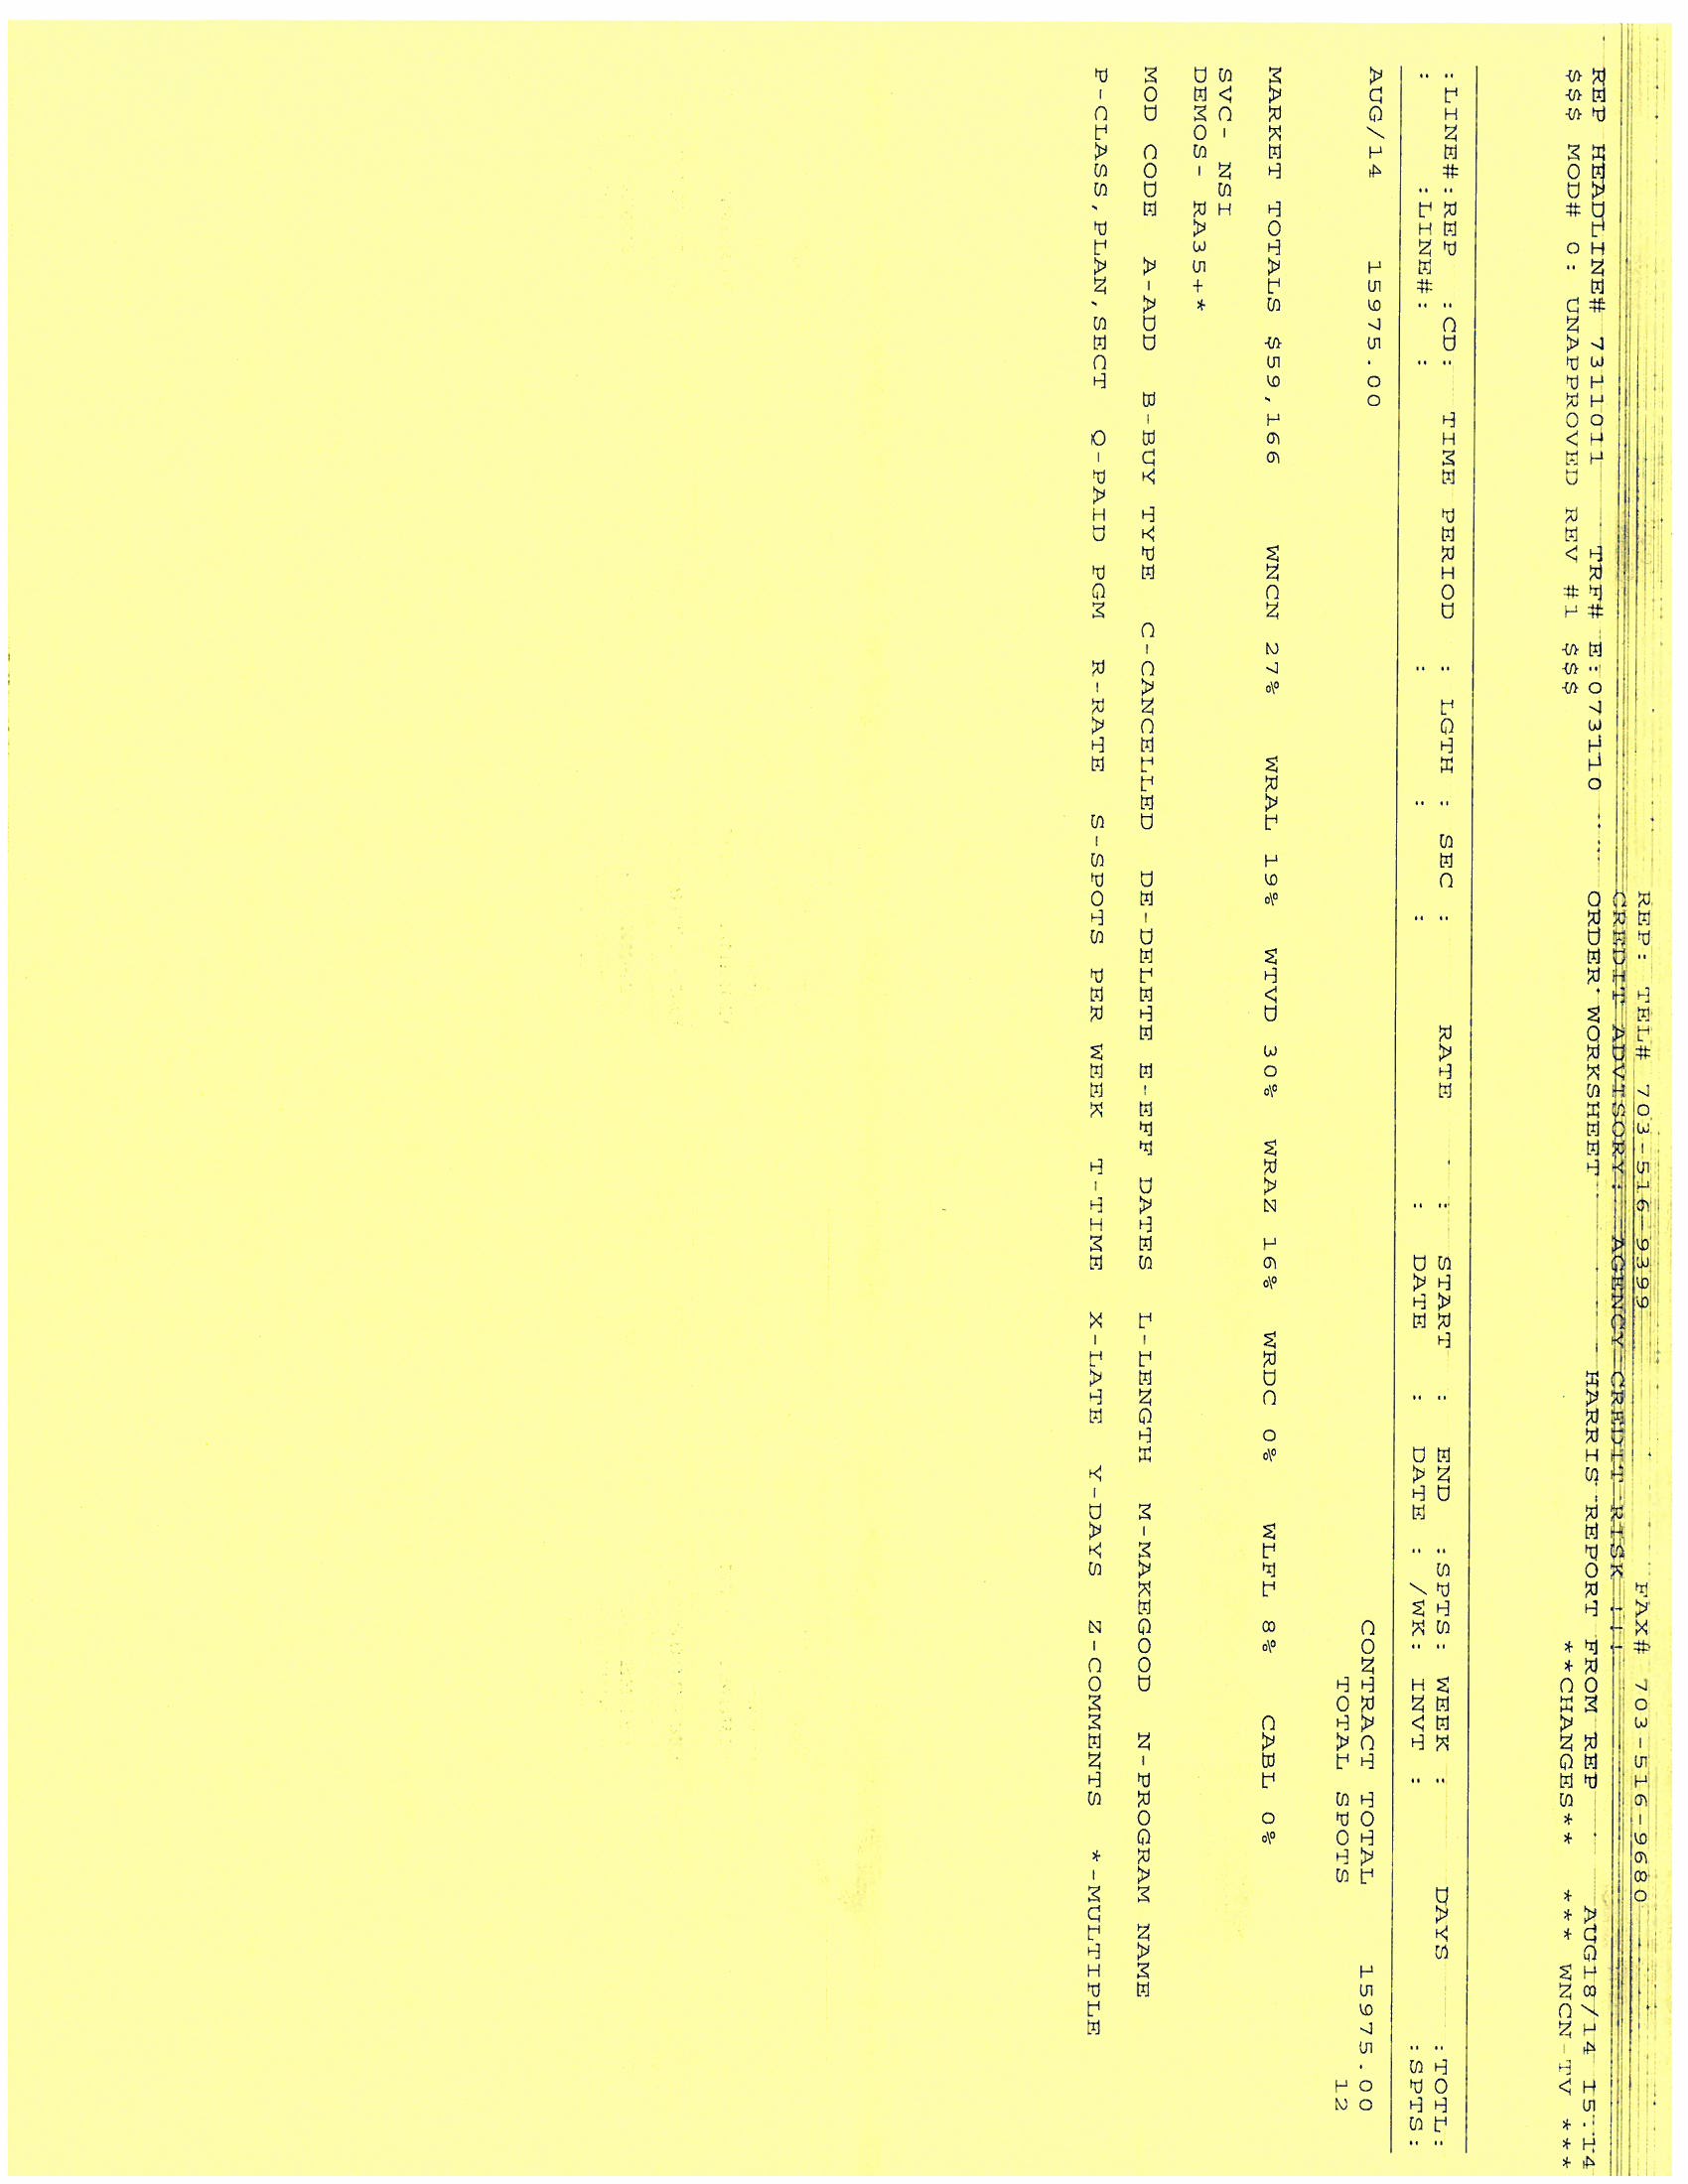 REP: TEL# 703-516-9399 FAX# 703-516-9680
CREDIT ADVISORY: AGENCY CREDIT RISK !!!
REP HEADLINE# 7311011 TRF# E:073110 ORDER WORKSHEET HARRIS REPORT FROM REP AUG18/14 15:14
$$$ MOD# 0: UNAPPROVED REV #1 $$$ **CHANGES** *** WNCN-TV ***
:LINE#:REP :CD: TIME PERIOD : LGTH : SEC : RATE : START : END :SPTS: WEEK : DAYS :TOTL:
: :LINE#: : : : : : DATE : DATE : /WK: INVT : :SPTS:
AUG/14 15975.00 CONTRACT TOTAL 15975.00
TOTAL SPOTS 12
MARKET TOTALS $59,166 WNCN 27% WRAL 19% WTVD 30% WRAZ 16% WRDC 0% WLFL 8% CABL 0%
SVC- NSI
DEMOS- RA35+*
MOD CODE A-ADD B-BUY TYPE C-CANCELLED DE-DELETE E-EFF DATES L-LENGTH M-MAKEGOOD N-PROGRAM NAME
P-CLASS,PLAN,SECT Q-PAID PGM R-RATE S-SPOTS PER WEEK T-TIME X-LATE Y-DAYS Z-COMMENTS *-MULTIPLE